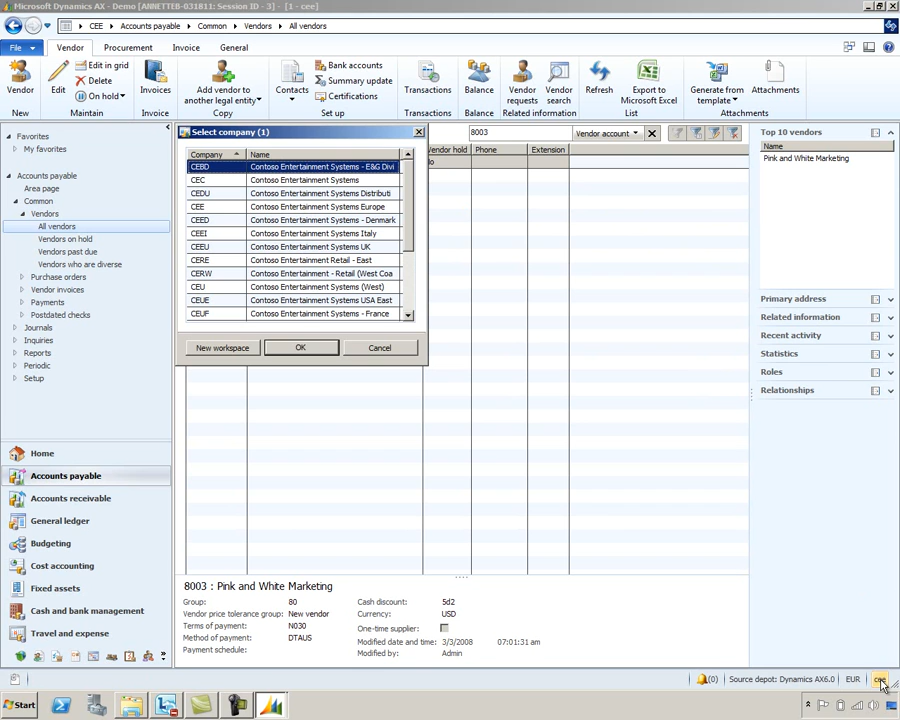 Microsoft Dynamics AX - Demo [ANNETTEB-031811: Session ID - 3] - [1 - cee]
CEE Accounts payable Common Vendors All vendors
File Vendor Procurement Invoice General
Vendor
New
Edit
Edit in grid
Delete
On hold
Maintain
Invoices
Invoices
Add vendor to another legal entity
Copy
Contacts
Bank accounts
Summary update
Certifications
Set up
Transactions
Transactions
Balance
Balance
Vendor requests
Vendor search
Related information
Refresh
Export to Microsoft Excel
List
Generate from template
Attachments
Attachments
Favorites
My favorites
Accounts payable
Area page
Common
Vendors
All vendors
Vendors on hold
Vendors past due
Vendors who are diverse
Purchase orders
Vendor invoices
Payments
Postdated checks
Journals
Inquiries
Reports
Periodic
Setup
Home
Accounts payable
Accounts receivable
General ledger
Budgeting
Cost accounting
Fixed assets
Cash and bank management
Travel and expense
Select company (1)
Company Name
CEBD Contoso Entertainment Systems - E&G Divi
CEC Contoso Entertainment Systems
CEDU Contoso Entertainment Systems Distributi
CEE Contoso Entertainment Systems Europe
CEED Contoso Entertainment Systems - Denmark
CEEI Contoso Entertainment Systems Italy
CEEU Contoso Entertainment Systems UK
CERE Contoso Entertainment Retail - East
CERW Contoso Entertainment - Retail (West Coa
CEU Contoso Entertainment Systems (West)
CEUE Contoso Entertainment Systems USA East
CEUF Contoso Entertainment Systems - France
New workspace OK Cancel
8003 Vendor account
Vendor hold Phone Extension
8003 : Pink and White Marketing
Group: 80 Cash discount: 5d2
Vendor price tolerance group: New vendor Currency: USD
Terms of payment: N030 One-time supplier:
Method of payment: DTAUS Modified date and time: 3/3/2008 07:01:31 am
Payment schedule: Modified by: Admin
Top 10 vendors
Name
Pink and White Marketing
Primary address
Related information
Recent activity
Statistics
Roles
Relationships
(0) Source depot: Dynamics AX6.0 EUR cee
Start